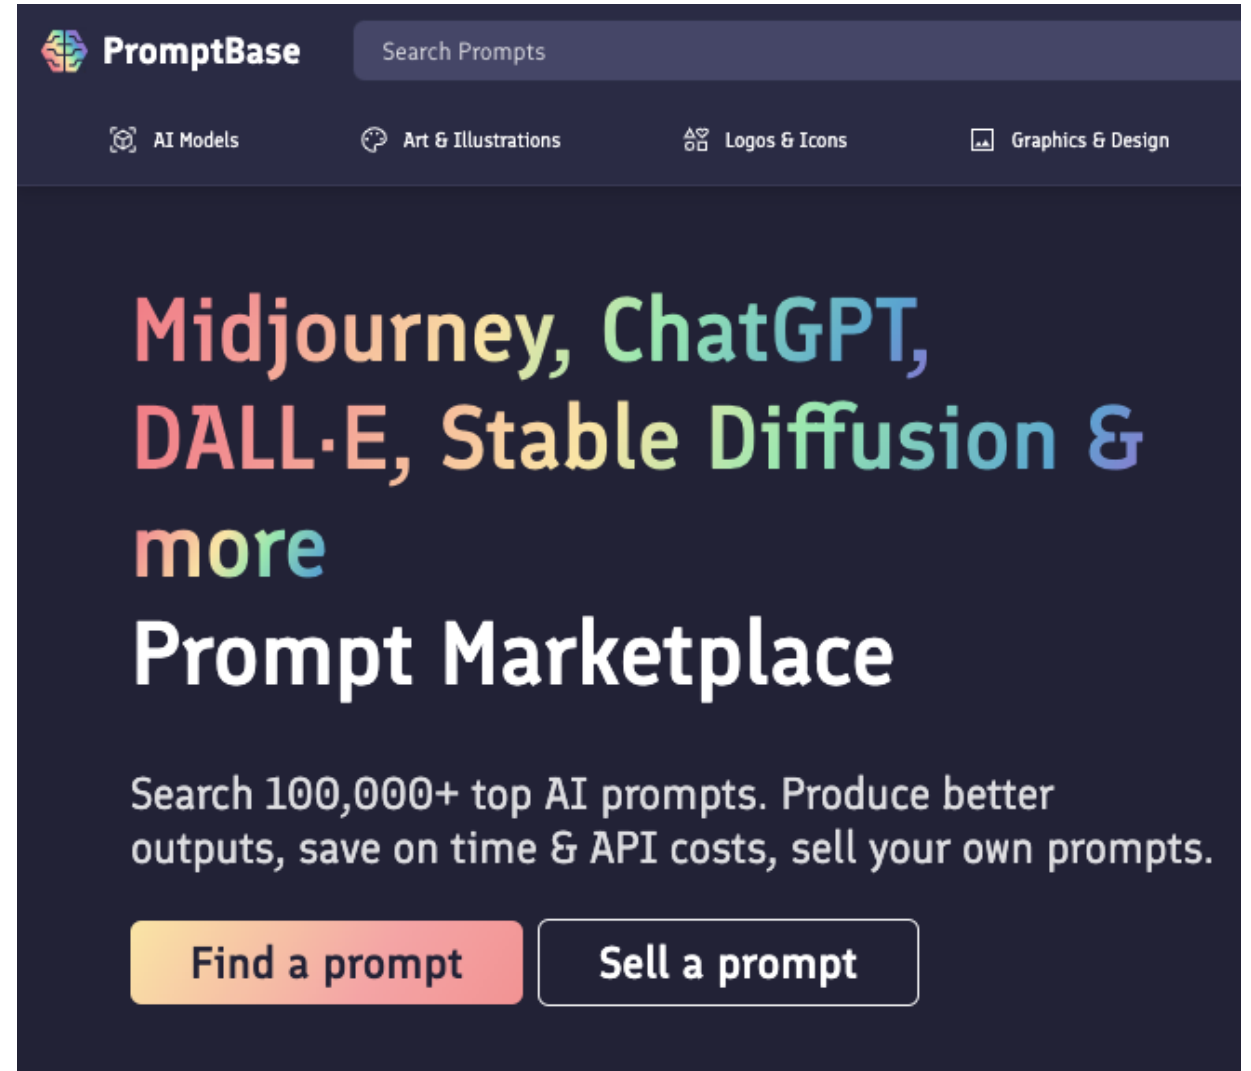 PromptBase
Search Prompts
AI Models
Art & Illustrations
Logos & Icons
Graphics & Design
Midjourney, ChatGPT,
DALL·E, Stable Diffusion &
more
Prompt Marketplace
Search 100,000+ top AI prompts. Produce better
outputs, save on time & API costs, sell your own prompts.
Find a prompt
Sell a prompt